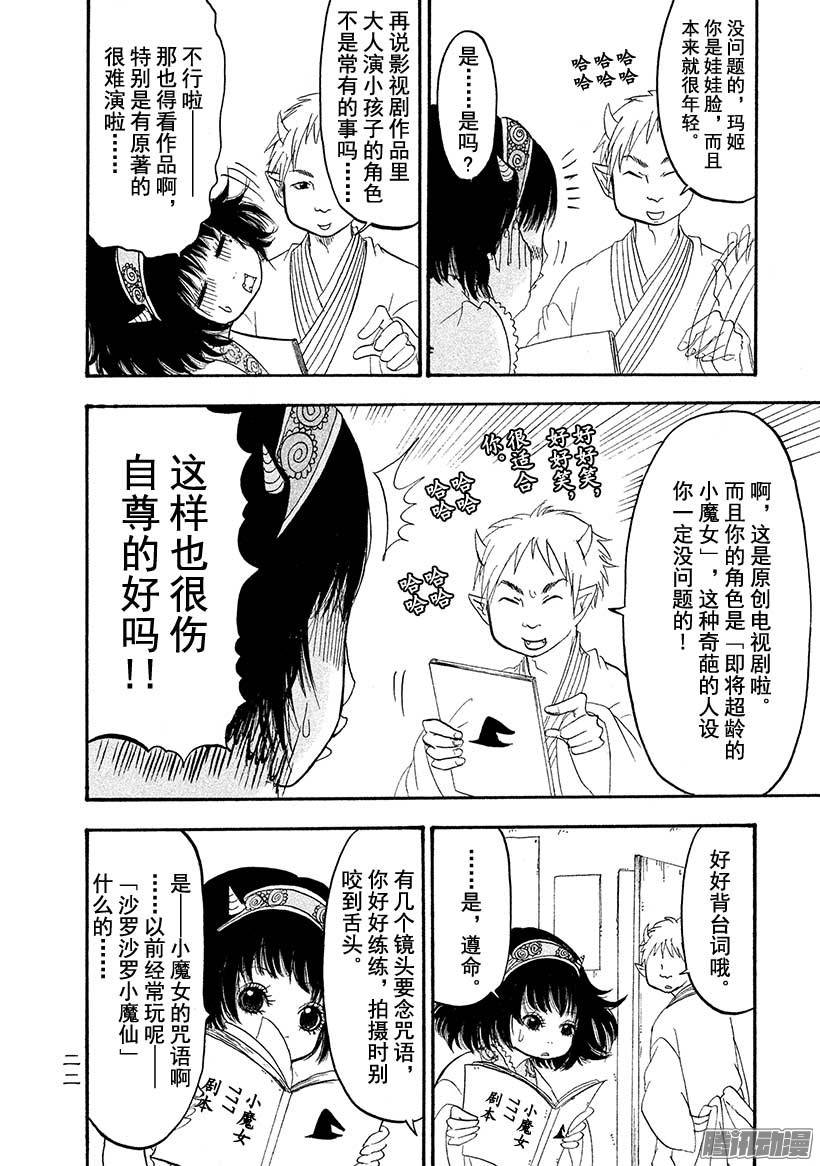 没问题的，玛姬
你是娃娃脸，而且
本来就很年轻。
哈哈哈
哈哈哈
是……是吗？
再说影视剧作品里
大人演小孩子的角色
不是常有的事吗……
不行啦——
那也得看作品啊，
特别是有原著的
很难演啦……
啊，这是原创电视剧啦。
而且你的角色是「即将超龄的
小魔女」，这种奇葩的人设
你一定没问题的！
好好笑，
好好笑，
很适合
你。
哈哈
哈哈
哈哈
哈哈
这样也很伤
自尊的好吗！！
好好背台词哦。
……是，遵命。
小魔女
剧本
有几个镜头要念咒语，
你好好练练，拍摄时别
咬到舌头。
是——小魔女的咒语啊
……以前经常玩呢——
「沙罗沙罗小魔仙」
什么的……
小魔女
剧本
二二
腾讯动漫